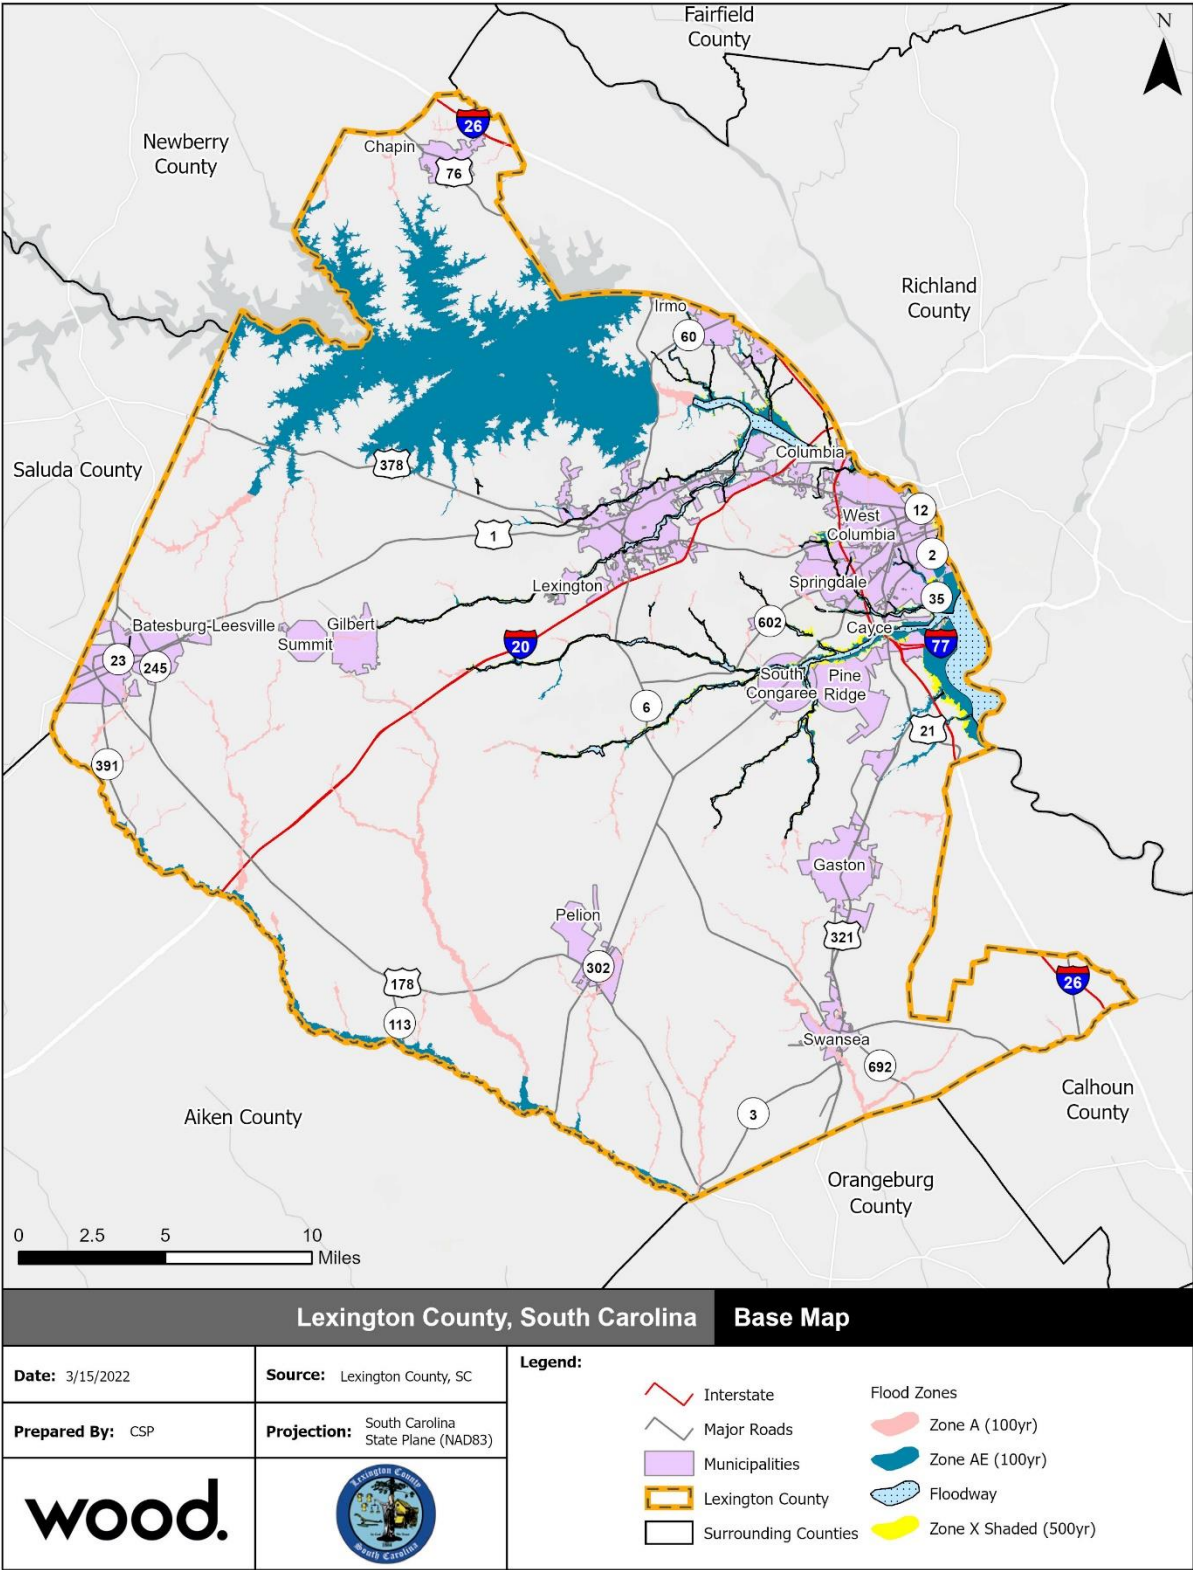 Fairfield
County
N
26
Newberry
County
Chapin
76
Richland
County
Irmo
60
Saluda County
378
Columbia
1
West
Columbia
12
2
Lexington
Springdale
35
602
Batesburg-Leesville
Gilbert
Summit
Cayce
23
245
20
77
South
Congaree
Pine
Ridge
6
21
391
Gaston
Pelion
321
302
178
26
113
Swansea
692
Aiken County
3
Calhoun
County
Orangeburg
County
0 2.5 5 10
Miles
Lexington County, South Carolina Base Map
Date: 3/15/2022
Source: Lexington County, SC
Prepared By: CSP
Projection: South Carolina
State Plane (NAD83)
wood.
Lexington County
South Carolina
Legend:
Interstate
Major Roads
Municipalities
Lexington County
Surrounding Counties
Flood Zones
Zone A (100yr)
Zone AE (100yr)
Floodway
Zone X Shaded (500yr)